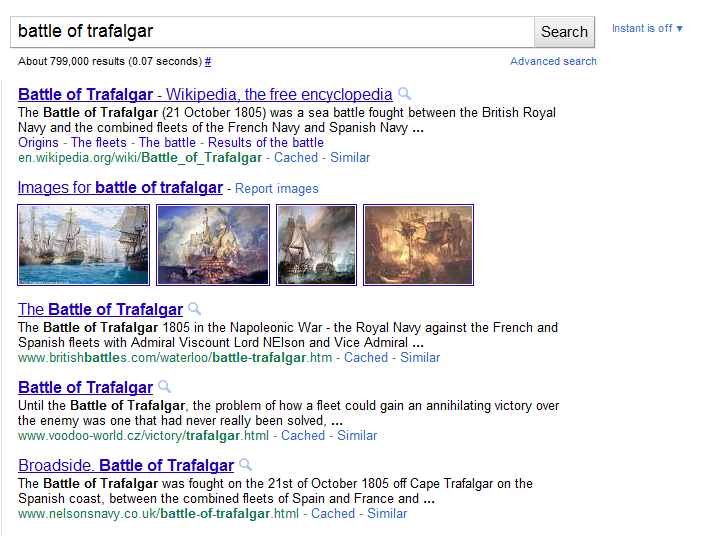 battle of trafalgar
Search
Instant is off ▼
About 799,000 results (0.07 seconds) #
Advanced search
Battle of Trafalgar - Wikipedia, the free encyclopedia
The Battle of Trafalgar (21 October 1805) was a sea battle fought between the British Royal
Navy and the combined fleets of the French Navy and Spanish Navy ...
Origins - The fleets - The battle - Results of the battle
en.wikipedia.org/wiki/Battle_of_Trafalgar - Cached - Similar
Images for battle of trafalgar - Report images
The Battle of Trafalgar
The Battle of Trafalgar 1805 in the Napoleonic War - the Royal Navy against the French and
Spanish fleets with Admiral Viscount Lord NElson and Vice Admiral ...
www.britishbattles.com/waterloo/battle-trafalgar.htm - Cached - Similar
Battle of Trafalgar
Until the Battle of Trafalgar, the problem of how a fleet could gain an annihilating victory over
the enemy was one that had never really been solved, ...
www.voodoo-world.cz/victory/trafalgar.html - Cached - Similar
Broadside. Battle of Trafalgar
The Battle of Trafalgar was fought on the 21st of October 1805 off Cape Trafalgar on the
Spanish coast, between the combined fleets of Spain and France and ...
www.nelsonsnavy.co.uk/battle-of-trafalgar.html - Cached - Similar